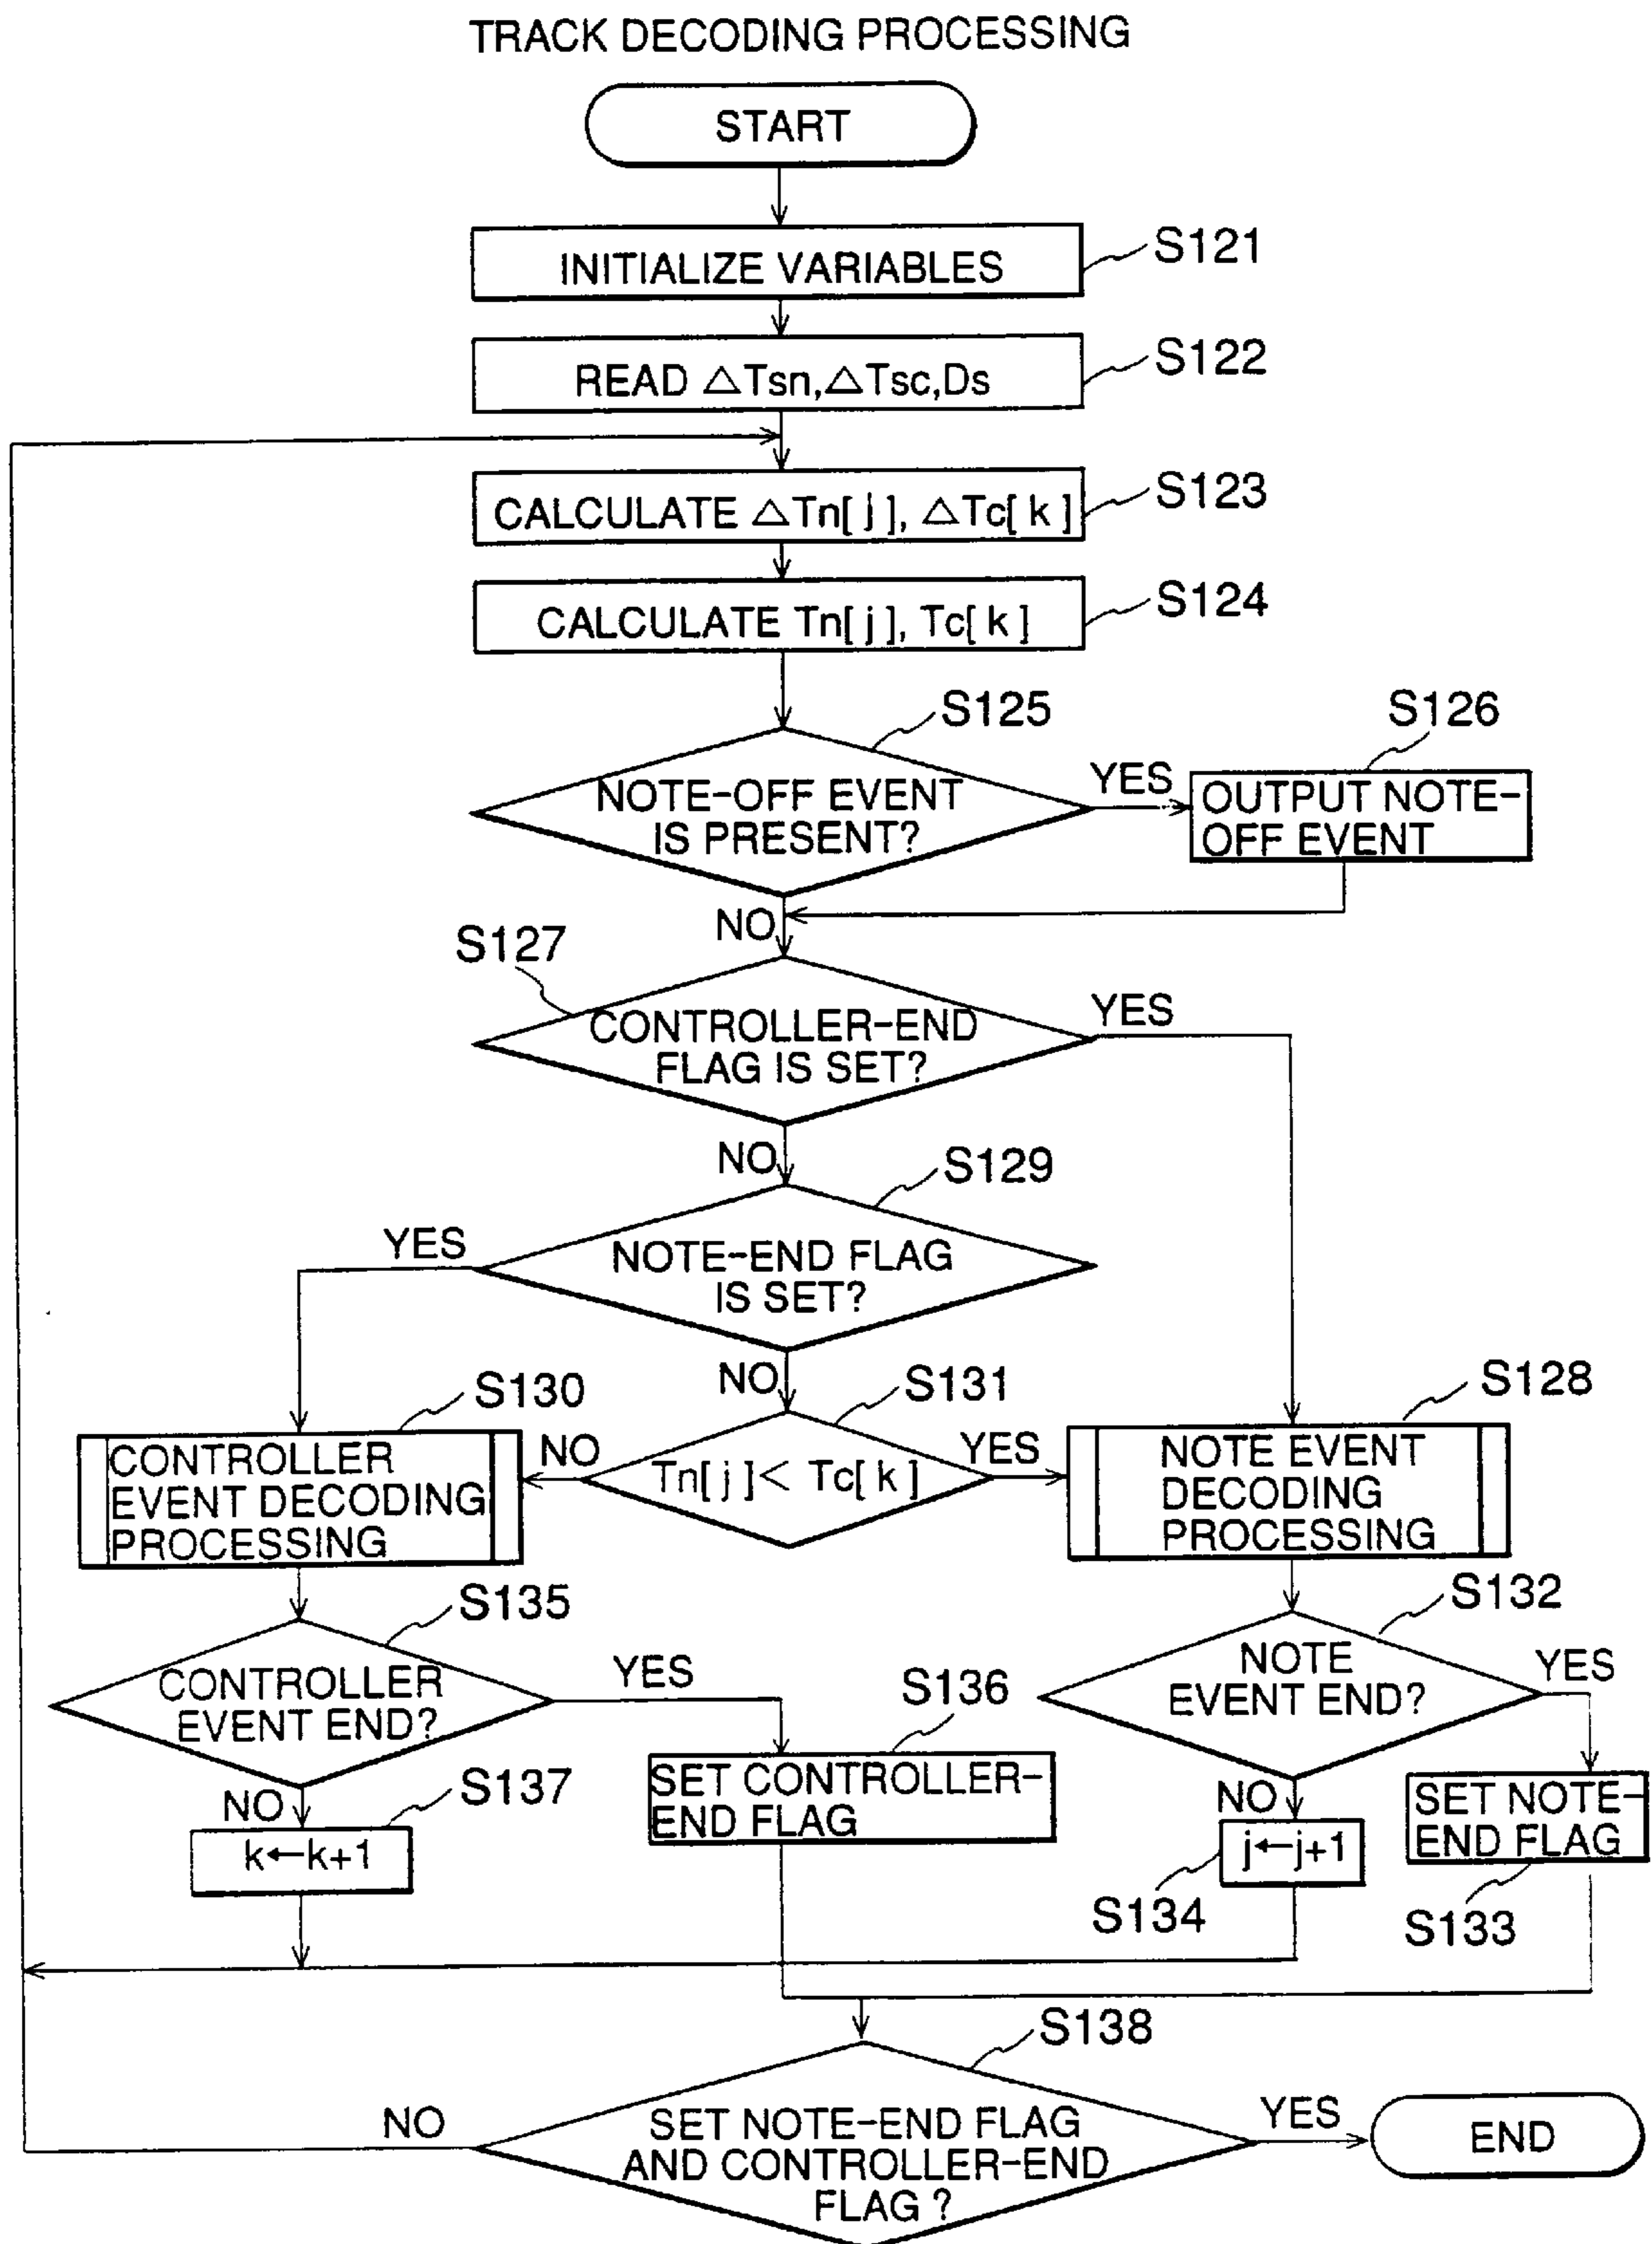 TRACK DECODING PROCESSING
START
INITIALIZE VARIABLES
S121
READ △Tsn,△Tsc,Ds
S122
CALCULATE △Tn[ j ], △Tc[ k ]
S123
CALCULATE Tn[ j ], Tc[ k ]
S124
S125
S126
NOTE-OFF EVENT
IS PRESENT?
YES
OUTPUT NOTE-
OFF EVENT
NO
S127
CONTROLLER-END
FLAG IS SET?
YES
NO
S129
YES
NOTE-END FLAG
IS SET?
NO
S131
S130
S128
CONTROLLER
EVENT DECODING
PROCESSING
NO
Tn[ j ]< Tc[ k ]
YES
NOTE EVENT
DECODING
PROCESSING
S135
S132
CONTROLLER
EVENT END?
YES
NOTE
EVENT END?
YES
S136
SET CONTROLLER-
END FLAG
NO
S137
k←k+1
NO
j←j+1
S134
SET NOTE-
END FLAG
S133
S138
NO
SET NOTE-END FLAG
AND CONTROLLER-END
FLAG ?
YES
END